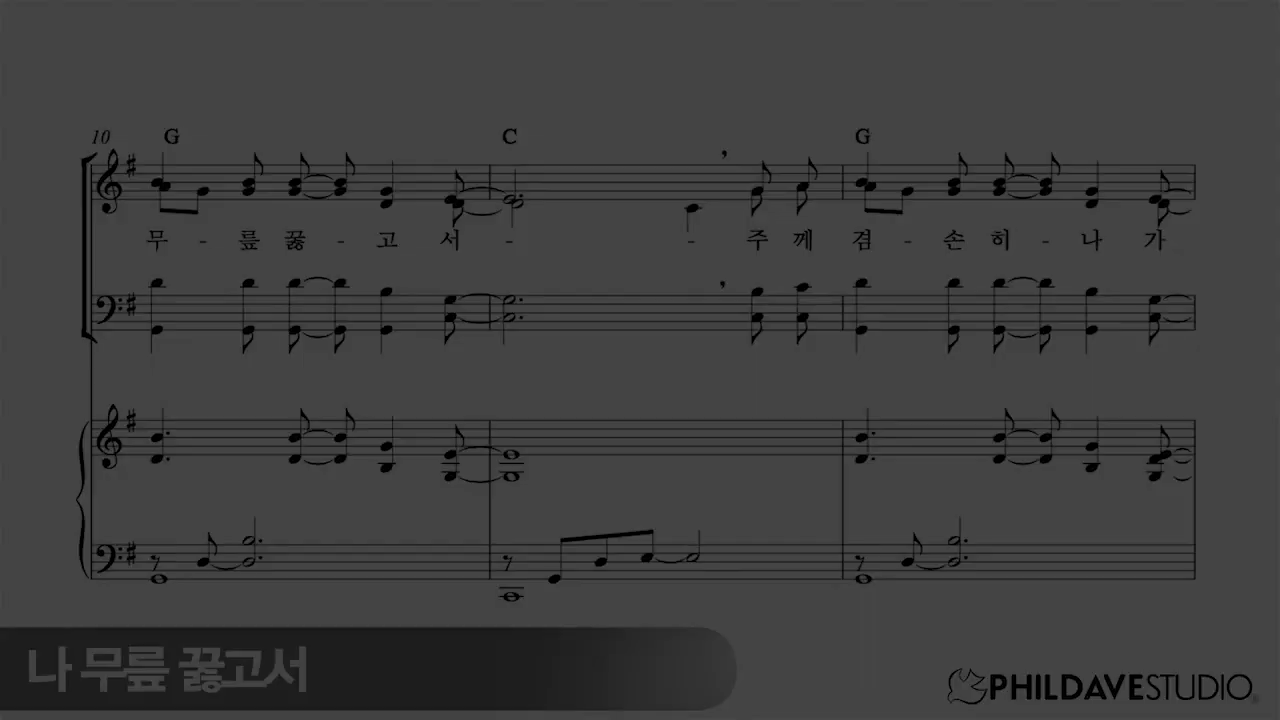 10 G C G
무 - 릎 꿇 - 고 서 - - 주 께 겸 - 손 히 - 나 가
나 무릎 꿇고서
PHILDAVESTUDIO